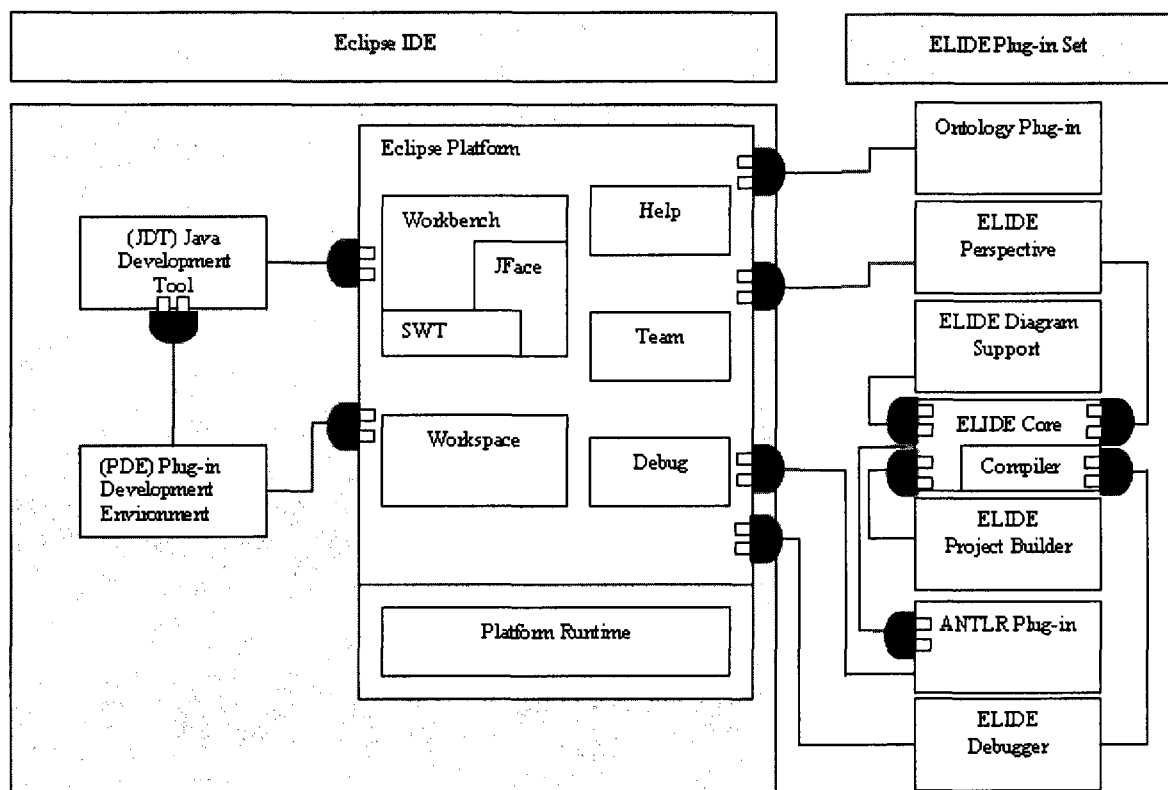 Eclipse IDE
ELIDE Plug-in Set
Eclipse Platform
Workbench
JFace
SWT
Workspace
Help
Team
Debug
Platform Runtime
(JDT) Java
Development
Tool
(PDE) Plug-in
Development
Environment
Ontology Plug-in
ELIDE
Perspective
ELIDE Diagram
Support
ELIDE Core
Compiler
ELIDE
Project Builder
ANTLR Plug-in
ELIDE
Debugger